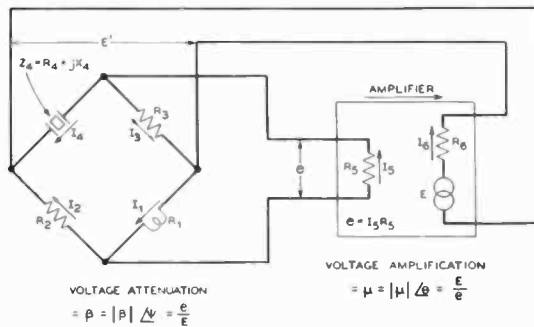 E'
Z4 = R4 + jX4
I4
R3
I3
I2
R2
I1
R1
e
AMPLIFIER
R5
I5
I6
R6
E
e = I5R5
VOLTAGE ATTENUATION
= β = |β| ∠ψ = e/E
VOLTAGE AMPLIFICATION
= μ = |μ| ∠θ = E/e